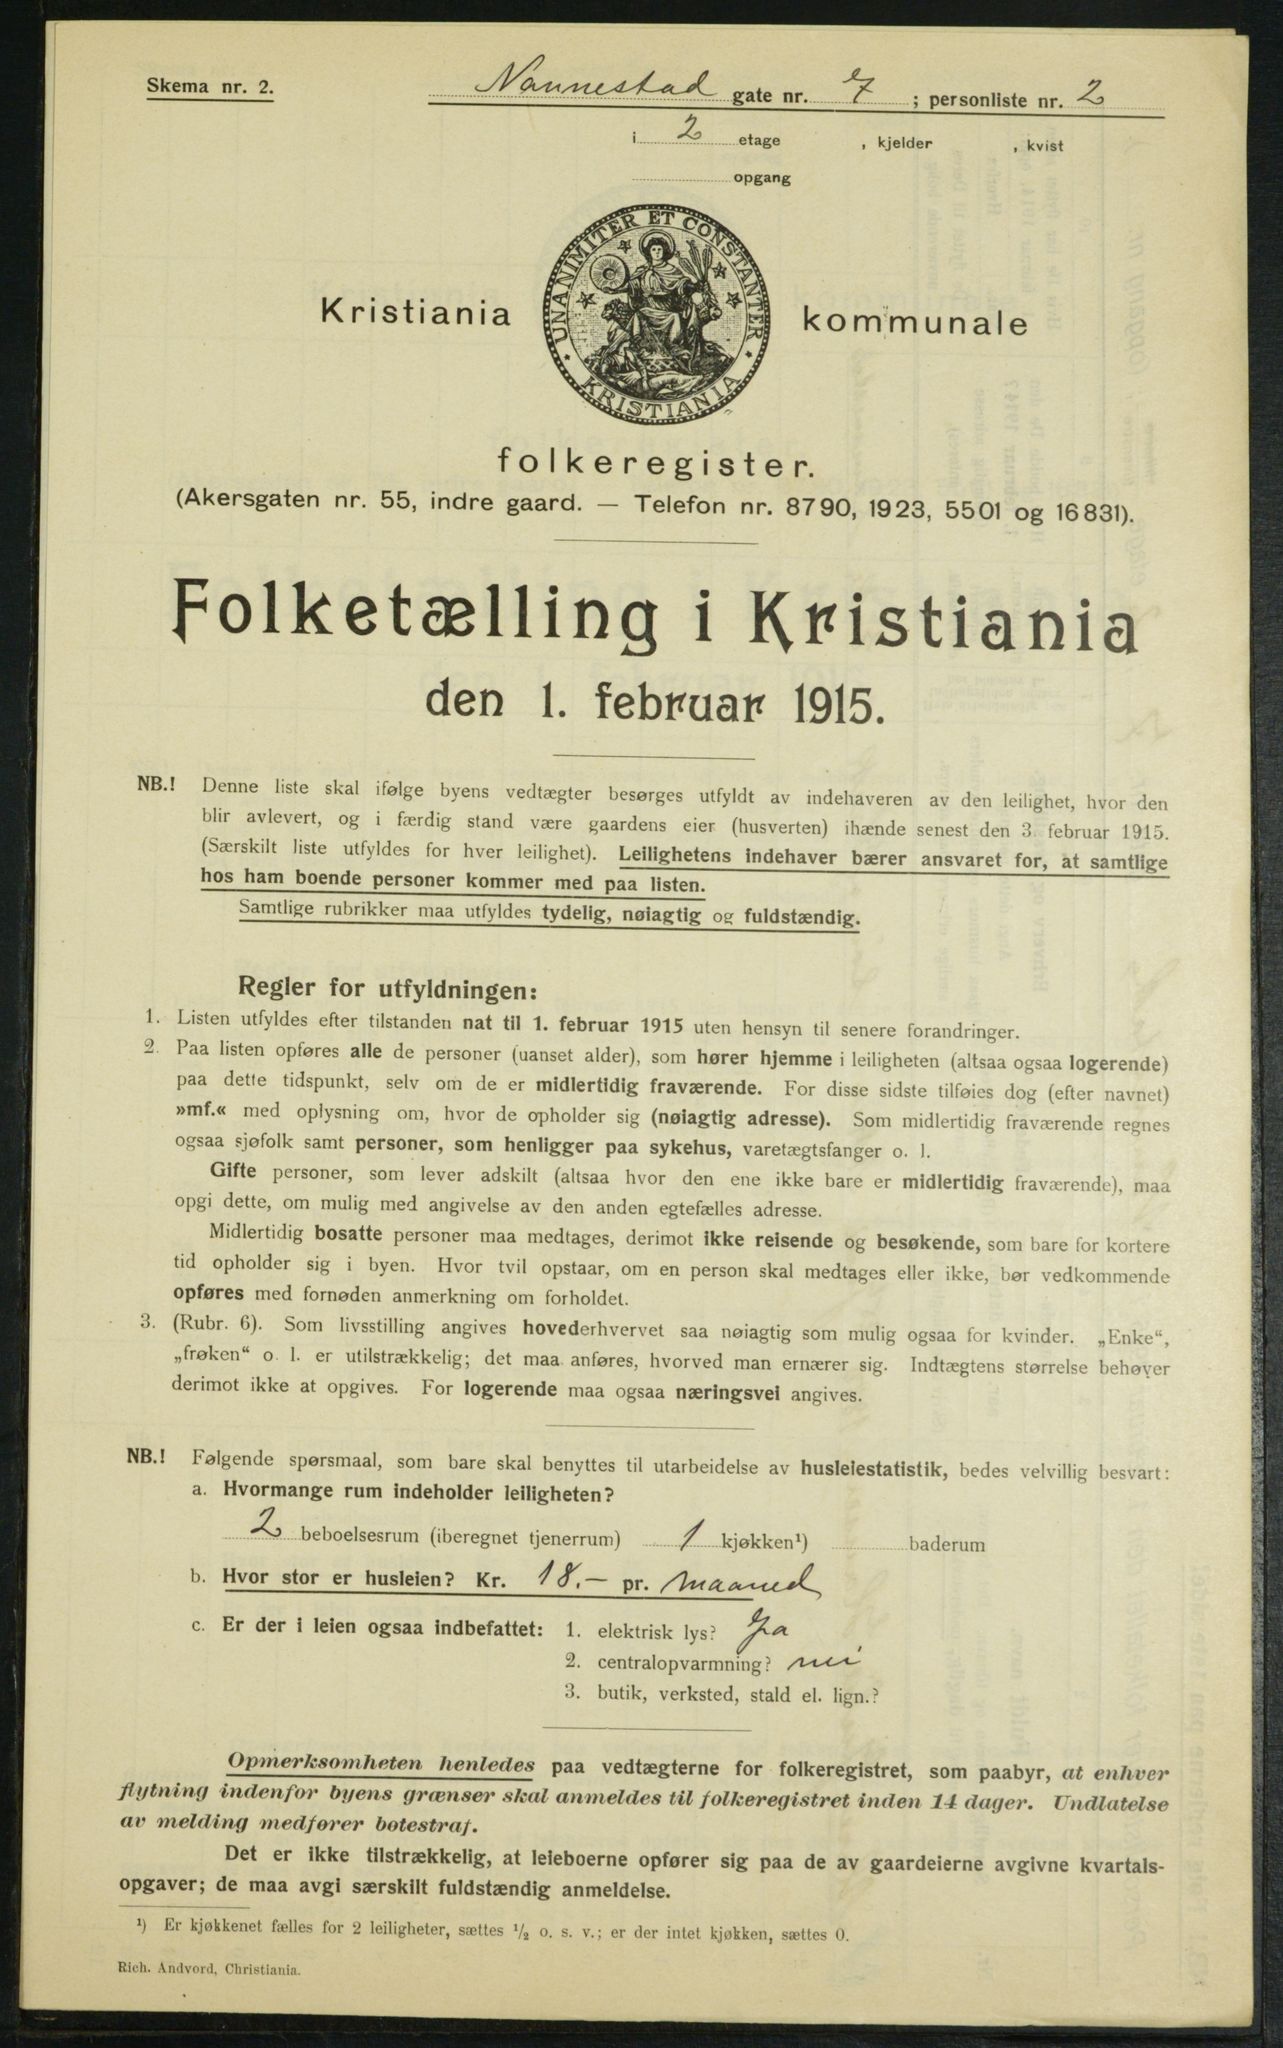 Skema nr. 2.
Nannestad gate nr. 7 ; personliste nr. 2
i 2 etage , kjelder , kvist
opgang
UNANIMITER ET CONSTANTER
KRISTIANIA
Kristiania kommunale
folkeregister.
(Akersgaten nr. 55, indre gaard. — Telefon nr. 8790, 1923, 5501 og 16831).
Folketælling i Kristiania
den 1. februar 1915.
NB.! Denne liste skal ifølge byens vedtægter besørges utfyldt av indehaveren av den leilighet, hvor den
blir avlevert, og i færdig stand være gaardens eier (husverten) ihænde senest den 3. februar 1915.
(Særskilt liste utfyldes for hver leilighet). Leilighetens indehaver bærer ansvaret for, at samtlige
hos ham boende personer kommer med paa listen.
Samtlige rubrikker maa utfyldes tydelig, nøiagtig og fuldstændig.
Regler for utfyldningen:
1. Listen utfyldes efter tilstanden nat til 1. februar 1915 uten hensyn til senere forandringer.
2. Paa listen opføres alle de personer (uanset alder), som hører hjemme i leiligheten (altsaa ogsaa logerende)
paa dette tidspunkt, selv om de er midlertidig fraværende. For disse sidste tilføies dog (efter navnet)
»mf.« med oplysning om, hvor de opholder sig (nøiagtig adresse). Som midlertidig fraværende regnes
ogsaa sjøfolk samt personer, som henligger paa sykehus, varetægtsfanger o. l.
Gifte personer, som lever adskilt (altsaa hvor den ene ikke bare er midlertidig fraværende), maa
opgi dette, om mulig med angivelse av den anden egtefælles adresse.
Midlertidig bosatte personer maa medtages, derimot ikke reisende og besøkende, som bare for kortere
tid opholder sig i byen. Hvor tvil opstaar, om en person skal medtages eller ikke, bør vedkommende
opføres med fornøden anmerkning om forholdet.
3. (Rubr. 6). Som livsstilling angives hovederhvervet saa nøiagtig som mulig ogsaa for kvinder. „Enke“,
„frøken“ o. l. er utilstrækkelig; det maa anføres, hvorved man ernærer sig. Indtægtens størrelse behøver
derimot ikke at opgives. For logerende maa ogsaa næringsvei angives.
NB.! Følgende spørsmaal, som bare skal benyttes til utarbeidelse av husleiestatistik, bedes velvillig besvart:
a. Hvormange rum indeholder leiligheten?
2 beboelsesrum (iberegnet tjenerrum) 1 kjøkken¹) baderum
b. Hvor stor er husleien? Kr. 18.- pr. maaned
c. Er der i leien ogsaa indbefattet: 1. elektrisk lys? Ja
2. centralopvarmning? nei
3. butik, verksted, stald el. lign.?
Opmerksomheten henledes paa vedtægterne for folkeregistret, som paabyr, at enhver
flytning indenfor byens grænser skal anmeldes til folkeregistret inden 14 dager. Undlatelse
av melding medfører bøtestraf.
Det er ikke tilstrækkelig, at leieboerne opfører sig paa de av gaardeierne avgivne kvartals-
opgaver; de maa avgi særskilt fuldstændig anmeldelse.
¹) Er kjøkkenet fælles for 2 leiligheter, sættes ½ o. s. v.; er der intet kjøkken, sættes 0.
Rich. Andvord, Christiania.